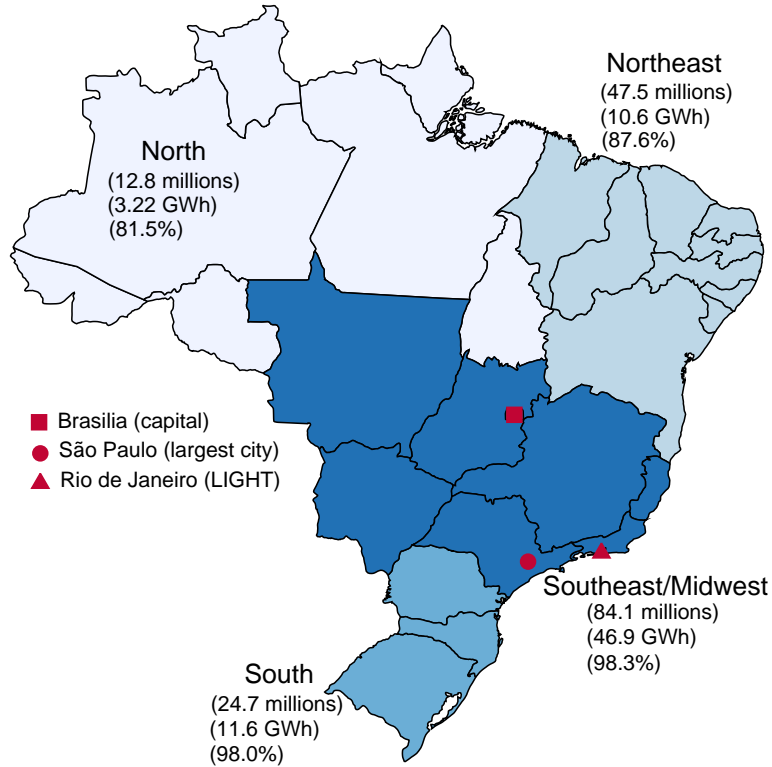 Northeast
(47.5 millions)
(10.6 GWh)
(87.6%)
North
(12.8 millions)
(3.22 GWh)
(81.5%)
Brasilia (capital)
São Paulo (largest city)
Rio de Janeiro (LIGHT)
Southeast/Midwest
(84.1 millions)
(46.9 GWh)
(98.3%)
South
(24.7 millions)
(11.6 GWh)
(98.0%)